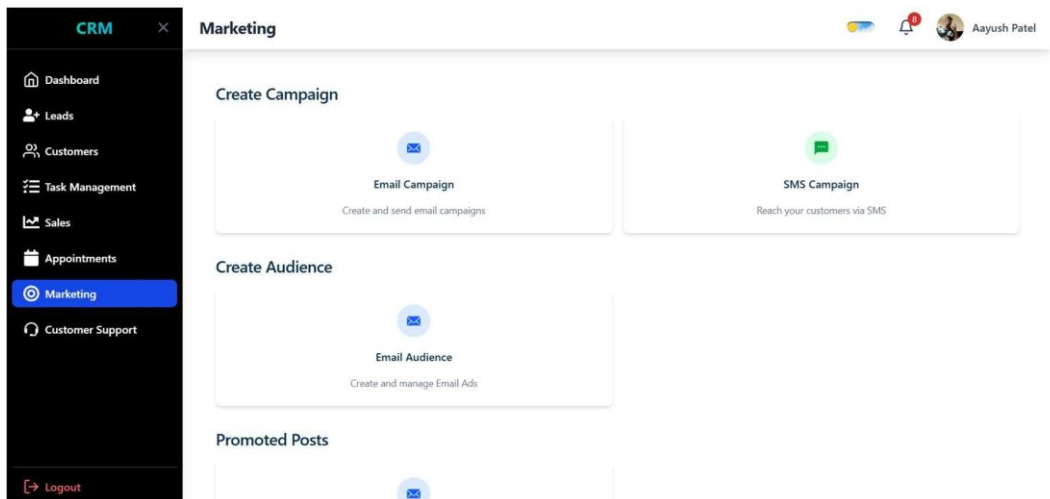 CRM
Dashboard
Leads
Customers
Task Management
Sales
Appointments
Marketing
Customer Support
Logout
Marketing
8
Aayush Patel
Create Campaign
Email Campaign
Create and send email campaigns
SMS Campaign
Reach your customers via SMS
Create Audience
Email Audience
Create and manage Email Ads
Promoted Posts